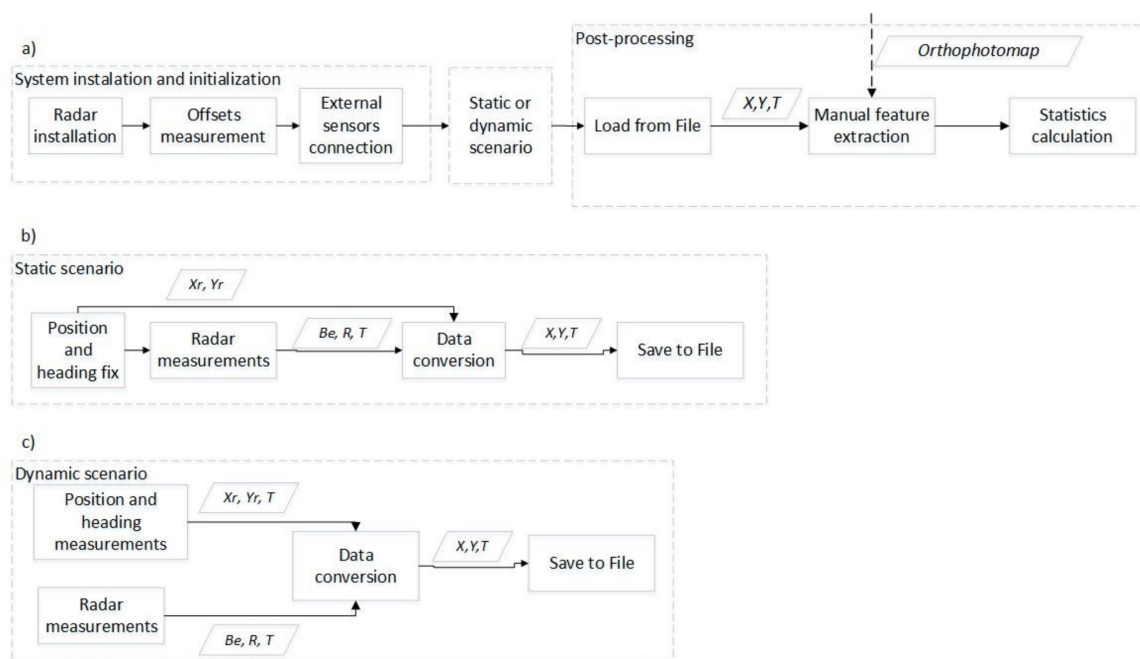 a)
System instalation and initialization
Radar
installation
Offsets
measurement
External
sensors
connection
Static or
dynamic
scenario
Post-processing
Orthophotomap
Load from File
X,Y,T
Manual feature
extraction
Statistics
calculation
b)
Static scenario
Xr, Yr
Position
and
heading fix
Radar
measurements
Be, R, T
Data
conversion
X,Y,T
Save to File
c)
Dynamic scenario
Position and
heading
measurements
Xr, Yr, T
Radar
measurements
Be, R, T
Data
conversion
X,Y,T
Save to File